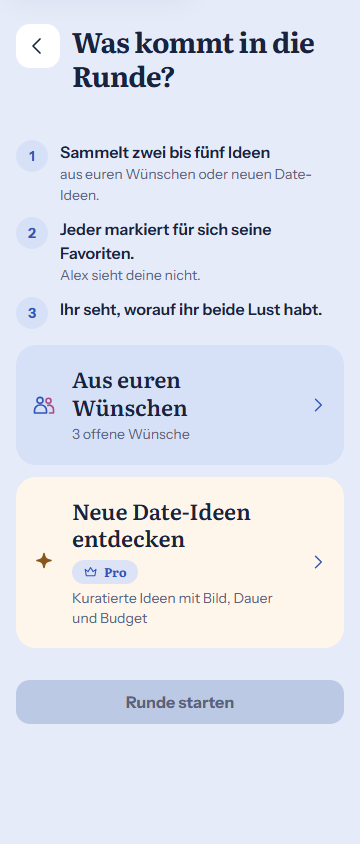 Was kommt in die
Runde?
1
Sammelt zwei bis fünf Ideen
aus euren Wünschen oder neuen Date-
Ideen.
2
Jeder markiert für sich seine
Favoriten.
Alex sieht deine nicht.
3
Ihr seht, worauf ihr beide Lust habt.
Aus euren
Wünschen
3 offene Wünsche
Neue Date-Ideen
entdecken
Pro
Kuratierte Ideen mit Bild, Dauer
und Budget
Runde starten